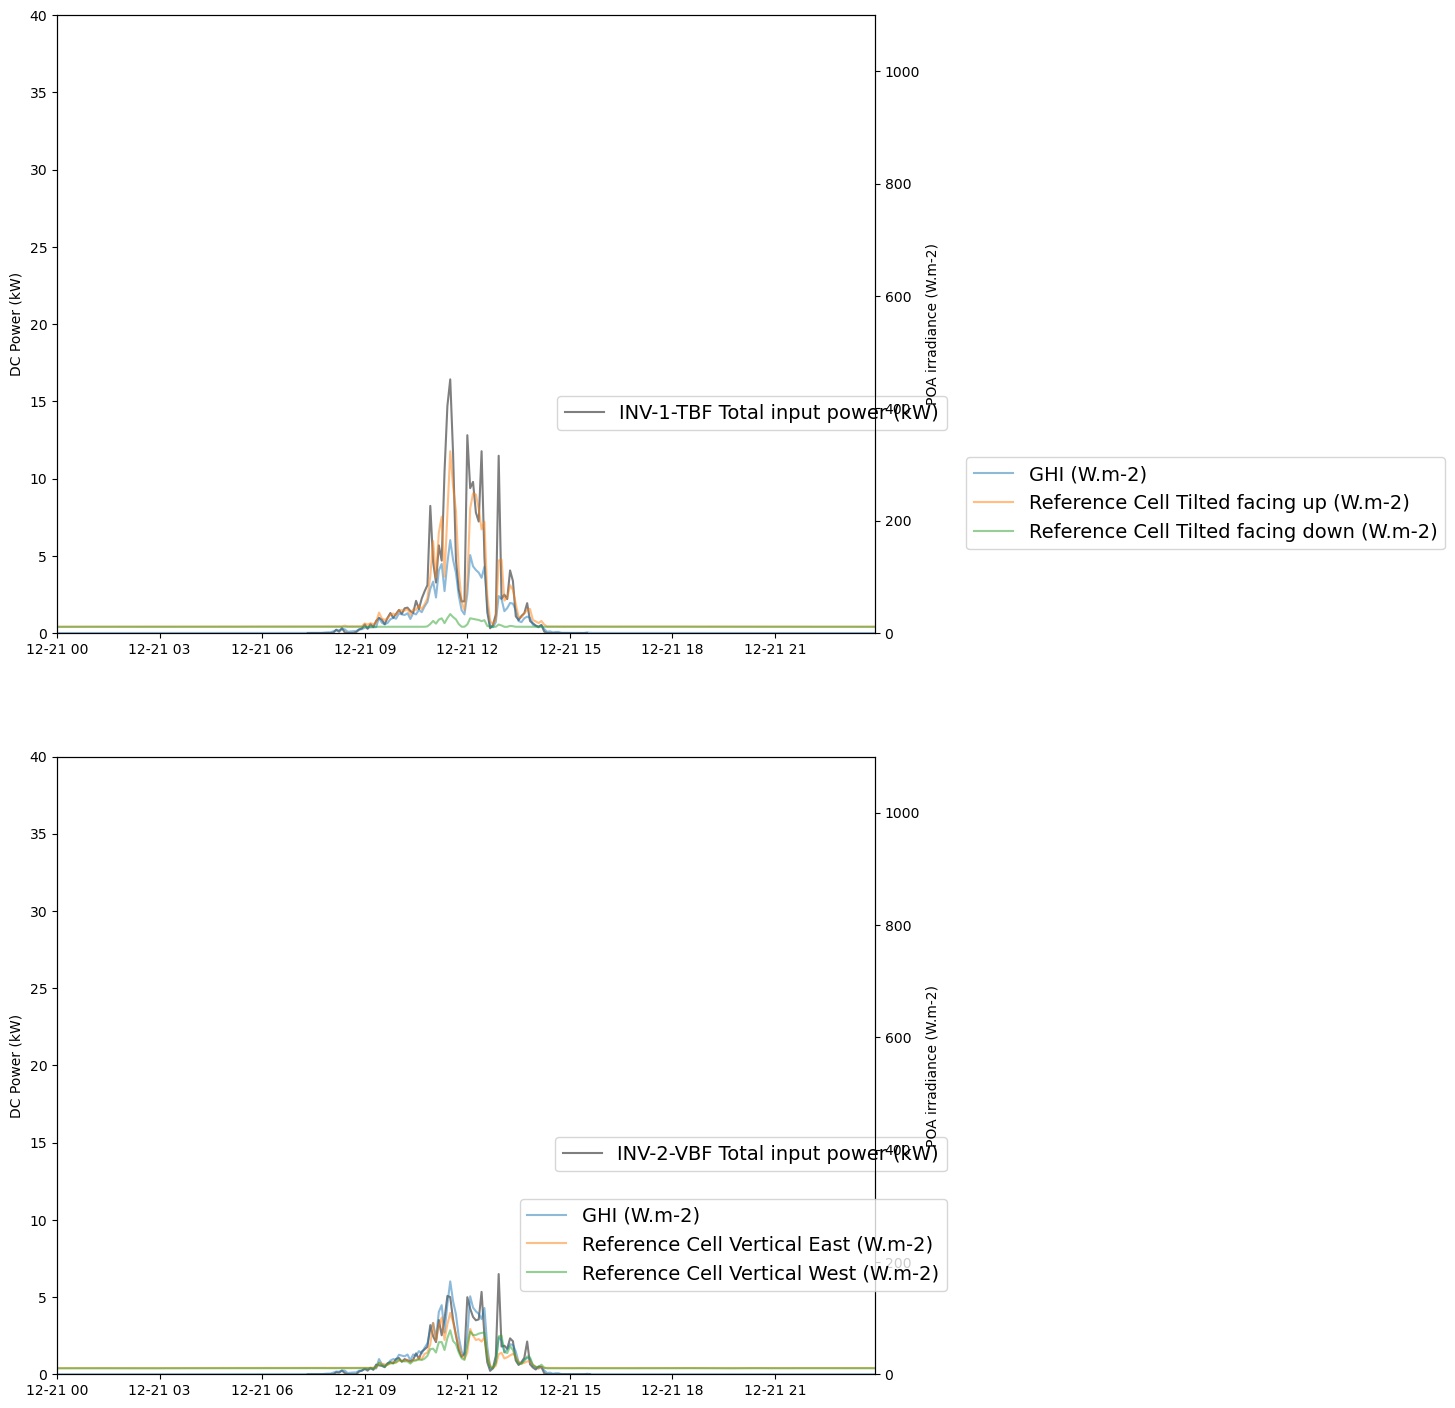 40
35
30
25
20
15
10
5
0
DC Power (kW)
1000
800
600
400
200
0
POA irradiance (W.m-2)
INV-1-TBF Total input power (kW)
GHI (W.m-2)
Reference Cell Tilted facing up (W.m-2)
Reference Cell Tilted facing down (W.m-2)
12-21 00 12-21 03 12-21 06 12-21 09 12-21 12 12-21 15 12-21 18 12-21 21
40
35
30
25
20
15
10
5
0
DC Power (kW)
1000
800
600
400
200
0
POA irradiance (W.m-2)
INV-2-VBF Total input power (kW)
GHI (W.m-2)
Reference Cell Vertical East (W.m-2)
Reference Cell Vertical West (W.m-2)
12-21 00 12-21 03 12-21 06 12-21 09 12-21 12 12-21 15 12-21 18 12-21 21